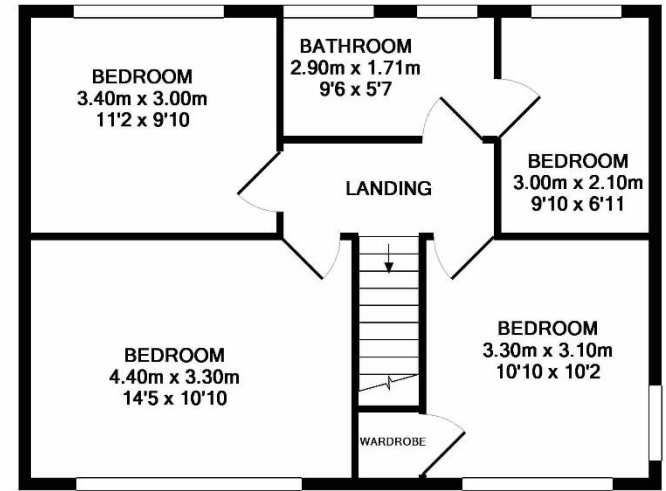 BEDROOM
3.40m x 3.00m
11'2 x 9'10
BATHROOM
2.90m x 1.71m
9'6 x 5'7
BEDROOM
3.00m x 2.10m
9'10 x 6'11
LANDING
BEDROOM
4.40m x 3.30m
14'5 x 10'10
BEDROOM
3.30m x 3.10m
10'10 x 10'2
WARDROBE